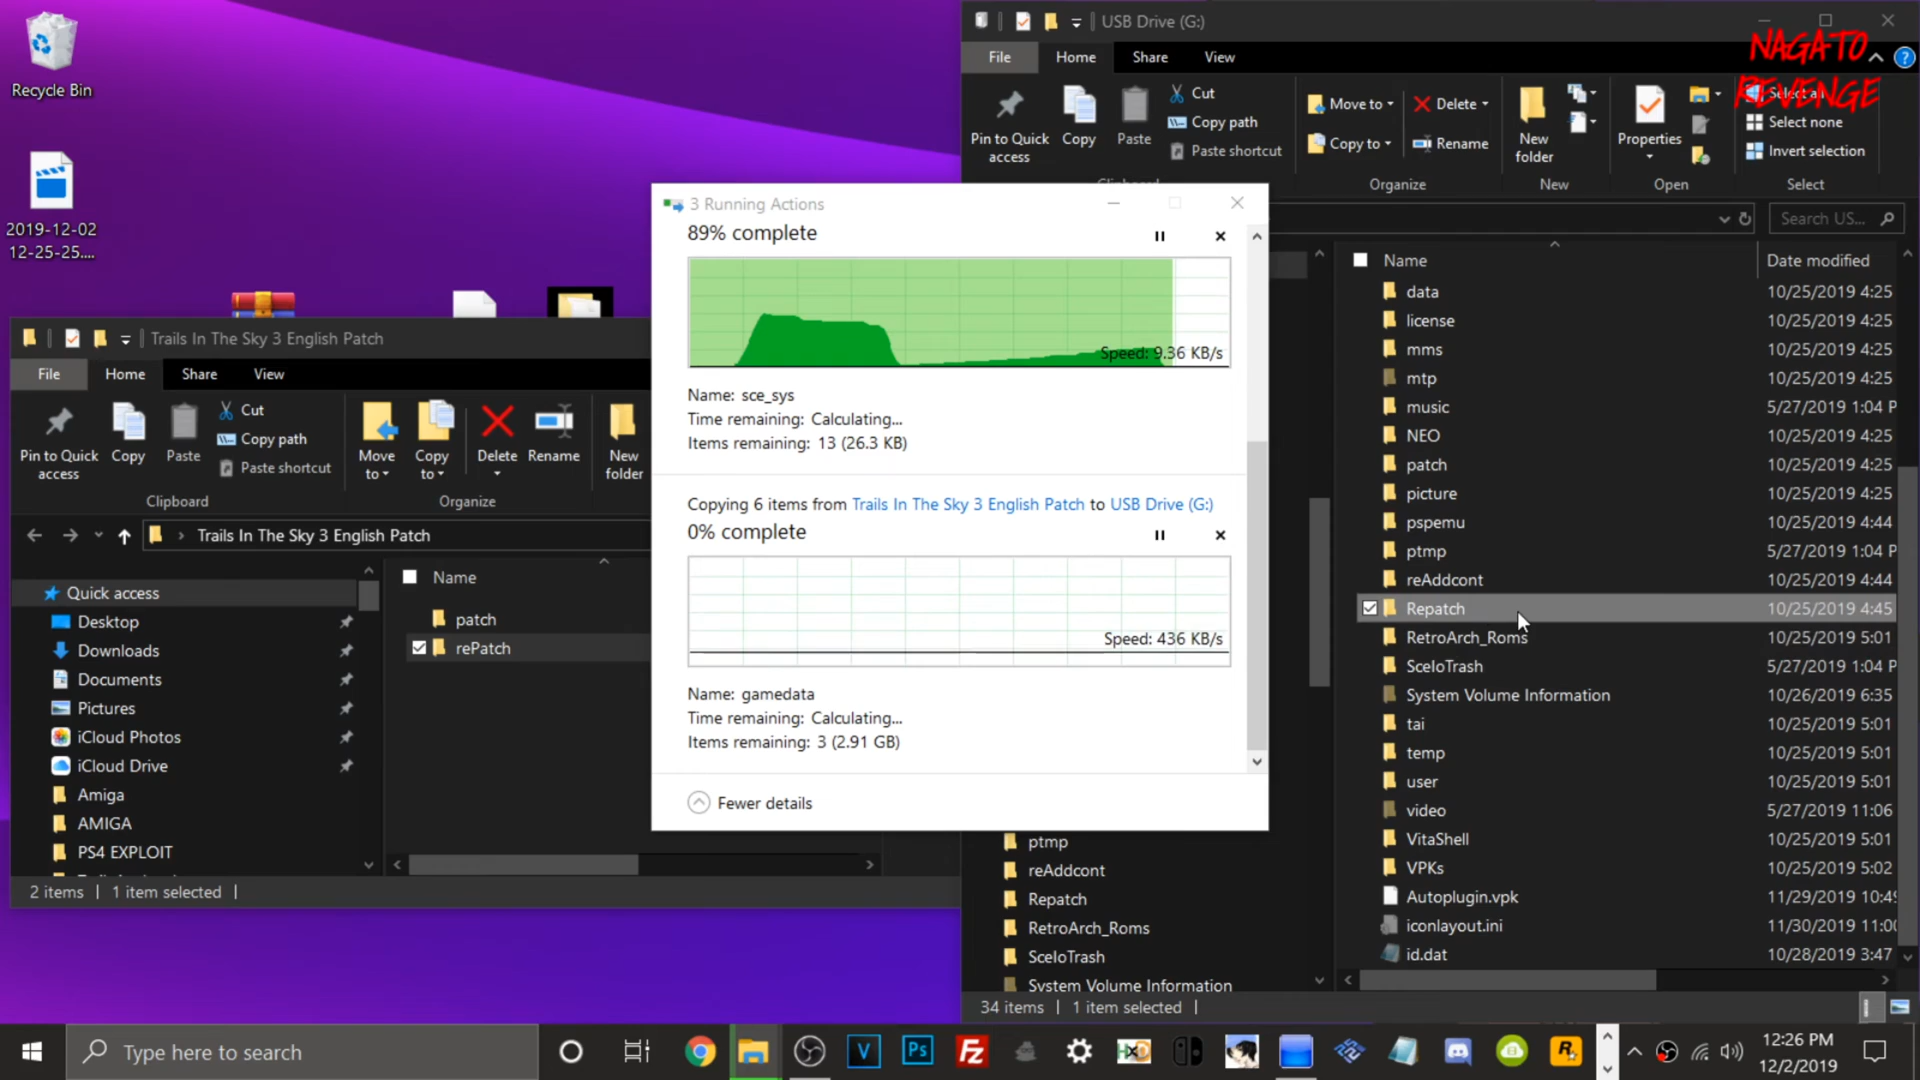 Recycle Bin
2019-12-02
12-25-25....
USB Drive (G:)
NAGATO
REVENGE
File
Home
Share
View
Pin to Quick
access
Copy
Paste
Cut
Copy path
Paste shortcut
Move to
Copy to
Delete
Rename
New
folder
Properties
Select all
Select none
Invert selection
Organize
New
Open
Select
Search US...
Name
Date modified
data 10/25/2019 4:25
license 10/25/2019 4:25
mms 10/25/2019 4:25
mtp 10/25/2019 4:25
music 5/27/2019 1:04 P
NEO 10/25/2019 4:25
patch 10/25/2019 4:25
picture 10/25/2019 4:25
pspemu 10/25/2019 4:44
ptmp 5/27/2019 1:04 P
reAddcont 10/25/2019 4:44
Repatch 10/25/2019 4:45
RetroArch_Roms 10/25/2019 5:01
SceIoTrash 5/27/2019 1:04 P
System Volume Information 10/26/2019 6:35
tai 10/25/2019 5:01
temp 10/25/2019 5:01
user 10/25/2019 5:01
video 5/27/2019 11:06
VitaShell 10/25/2019 5:01
VPKs 10/25/2019 5:02
Autoplugin.vpk 11/29/2019 10:49
iconlayout.ini 11/30/2019 11:00
id.dat 10/28/2019 3:47
ptmp
reAddcont
Repatch
RetroArch_Roms
SceIoTrash
System Volume Information
34 items
1 item selected
3 Running Actions
89% complete
Speed: 9.36 KB/s
Name: sce_sys
Time remaining: Calculating...
Items remaining: 13 (26.3 KB)
Copying 6 items from Trails In The Sky 3 English Patch to USB Drive (G:)
0% complete
Speed: 436 KB/s
Name: gamedata
Time remaining: Calculating...
Items remaining: 3 (2.91 GB)
Fewer details
Trails In The Sky 3 English Patch
File
Home
Share
View
Pin to Quick
access
Copy
Paste
Cut
Copy path
Paste shortcut
Move
to
Copy
to
Delete
Rename
New
folder
Clipboard
Organize
Trails In The Sky 3 English Patch
Quick access
Desktop
Downloads
Documents
Pictures
iCloud Photos
iCloud Drive
Amiga
AMIGA
PS4 EXPLOIT
Name
patch
rePatch
2 items
1 item selected
Type here to search
V
Ps
Fz
HxD
R
12:26 PM
12/2/2019